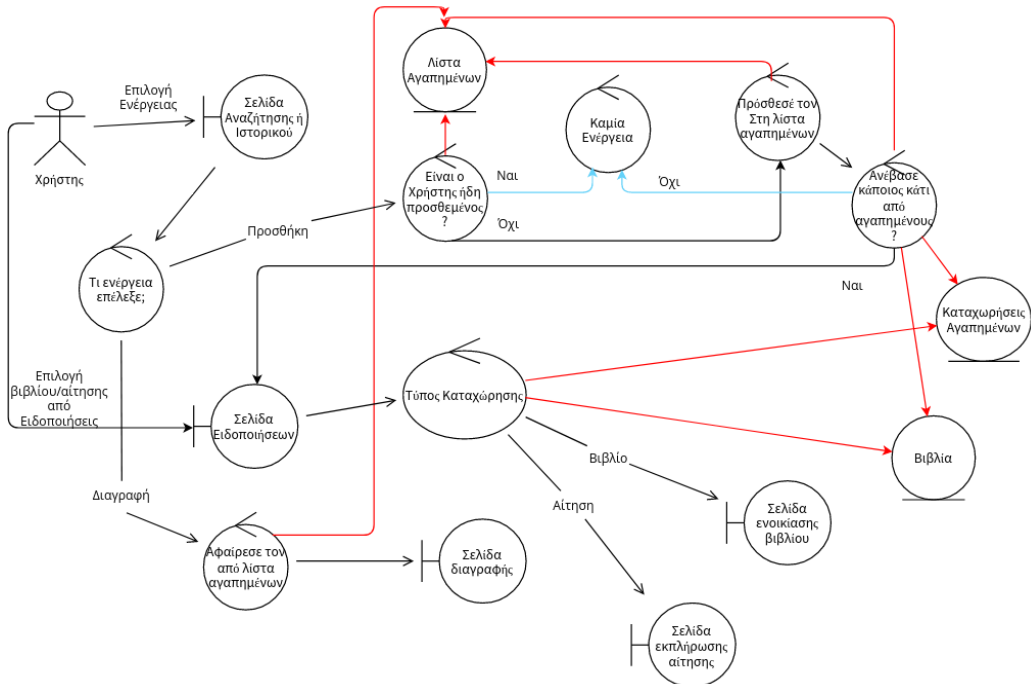 Λίστα
Αγαπημένων
Επιλογή
Ενέργειας
Σελίδα
Αναζήτησης ή
Ιστορικού
Καμία
Ενέργεια
Πρόσθεσέ τον
Στη λίστα
αγαπημένων
Χρήστης
Είναι ο
Χρήστης ήδη
προσθεμένος
?
Ναι
Όχι
Όχι
Ανέβασε
κάποιος κάτι
από
αγαπημένους
?
Προσθήκη
Τι ενέργεια
επέλεξε;
Ναι
Καταχωρήσεις
Αγαπημένων
Επιλογή
βιβλίου/αίτησης
από
Ειδοποιήσεις
Σελίδα
Ειδοποιήσεων
Τύπος Καταχώρησης
Βιβλίο
Βιβλία
Διαγραφή
Αίτηση
Σελίδα
ενοικίασης
βιβλίου
Αφαίρεσε τον
από λίστα
αγαπημένων
Σελίδα
διαγραφής
Σελίδα
εκπλήρωσης
αίτησης